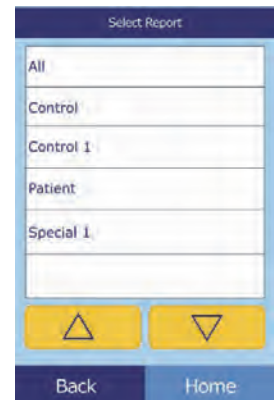 Select Report
All
Control
Control 1
Patient
Special 1
Back Home